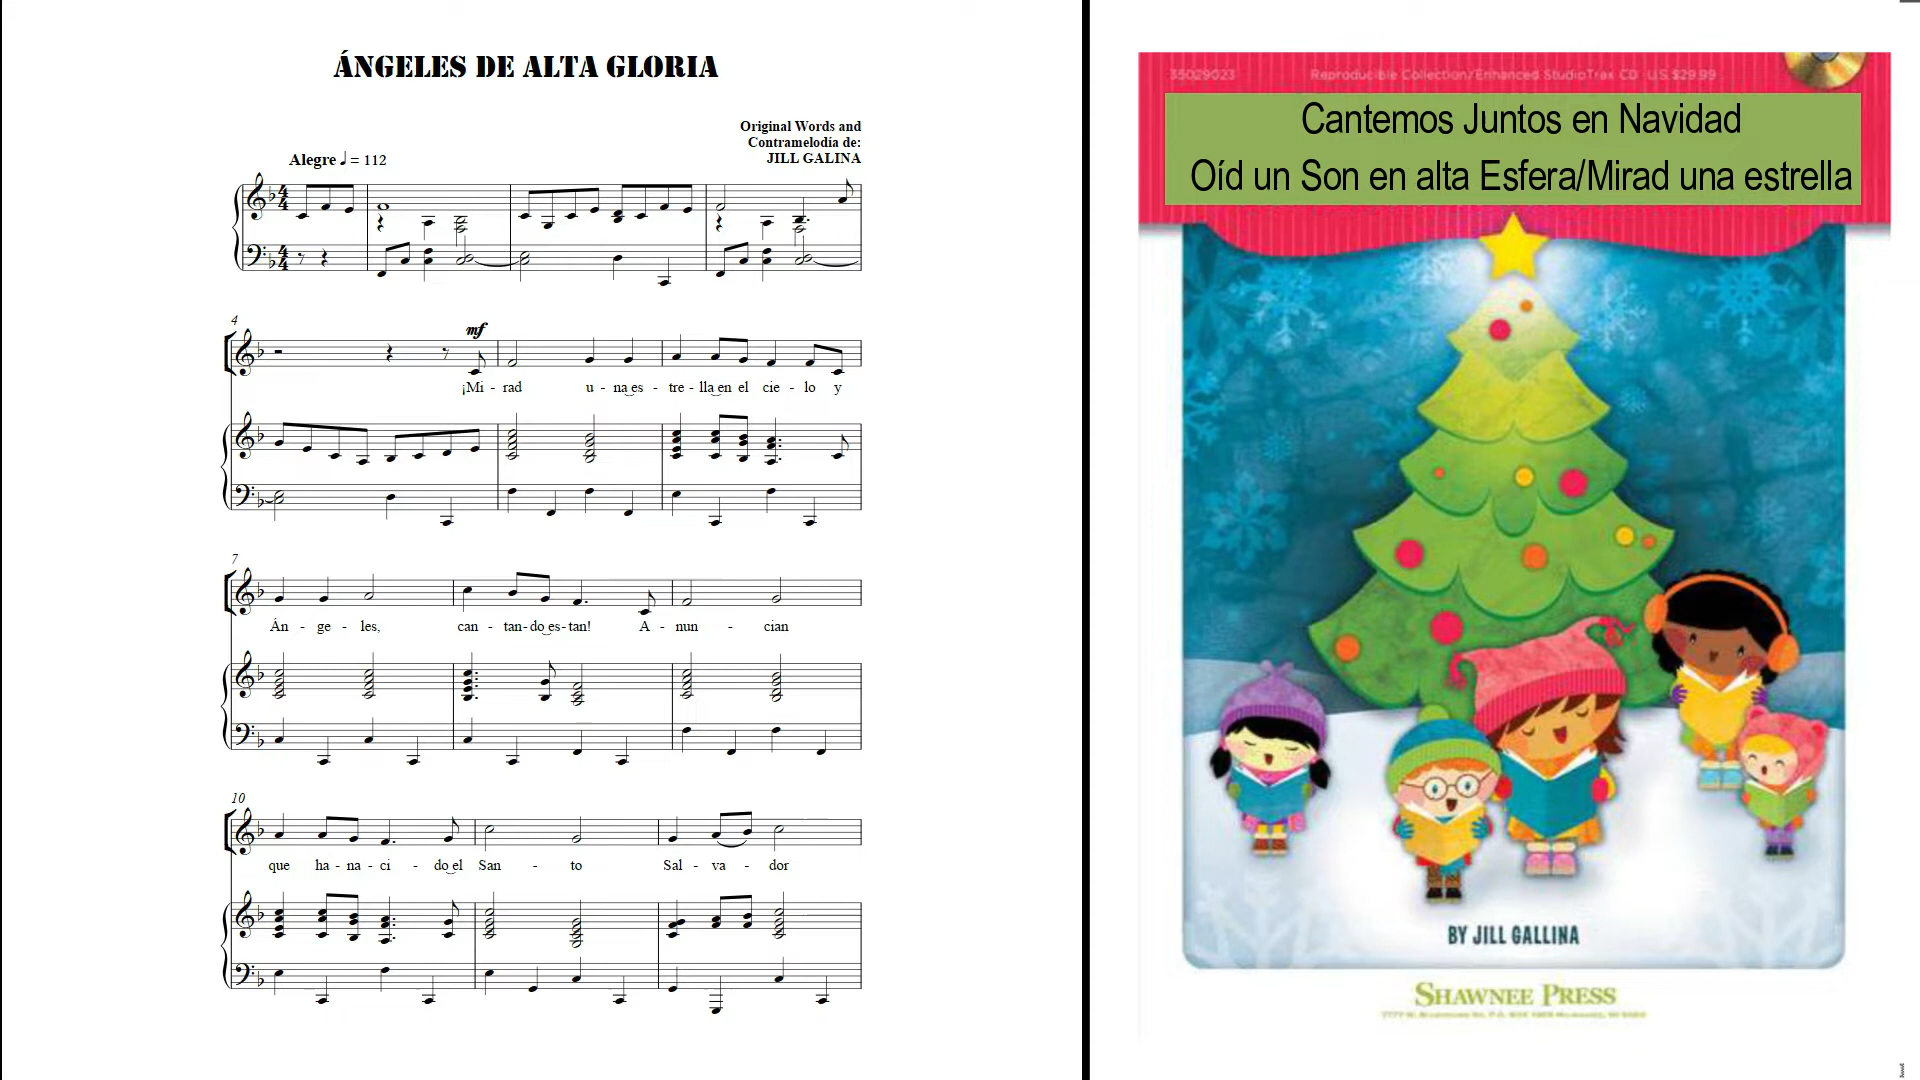 ÁNGELES DE ALTA GLORIA
Original Words and
Contramelodía de:
JILL GALINA
Alegre ♩ = 112
4
mf
¡Mi - rad u - na es - tre - lla en el cie - lo y
7
Án - ge - les, can - tan - do es - tan! A - nun - cian
10
que ha - na - ci - do el San - to Sal - va - dor
35029023 Reproducible Collection/Enhanced StudioTrax CD U.S. $29.99
Cantemos Juntos en Navidad
Oíd un Son en alta Esfera/Mirad una estrella
BY JILL GALLINA
SHAWNEE PRESS